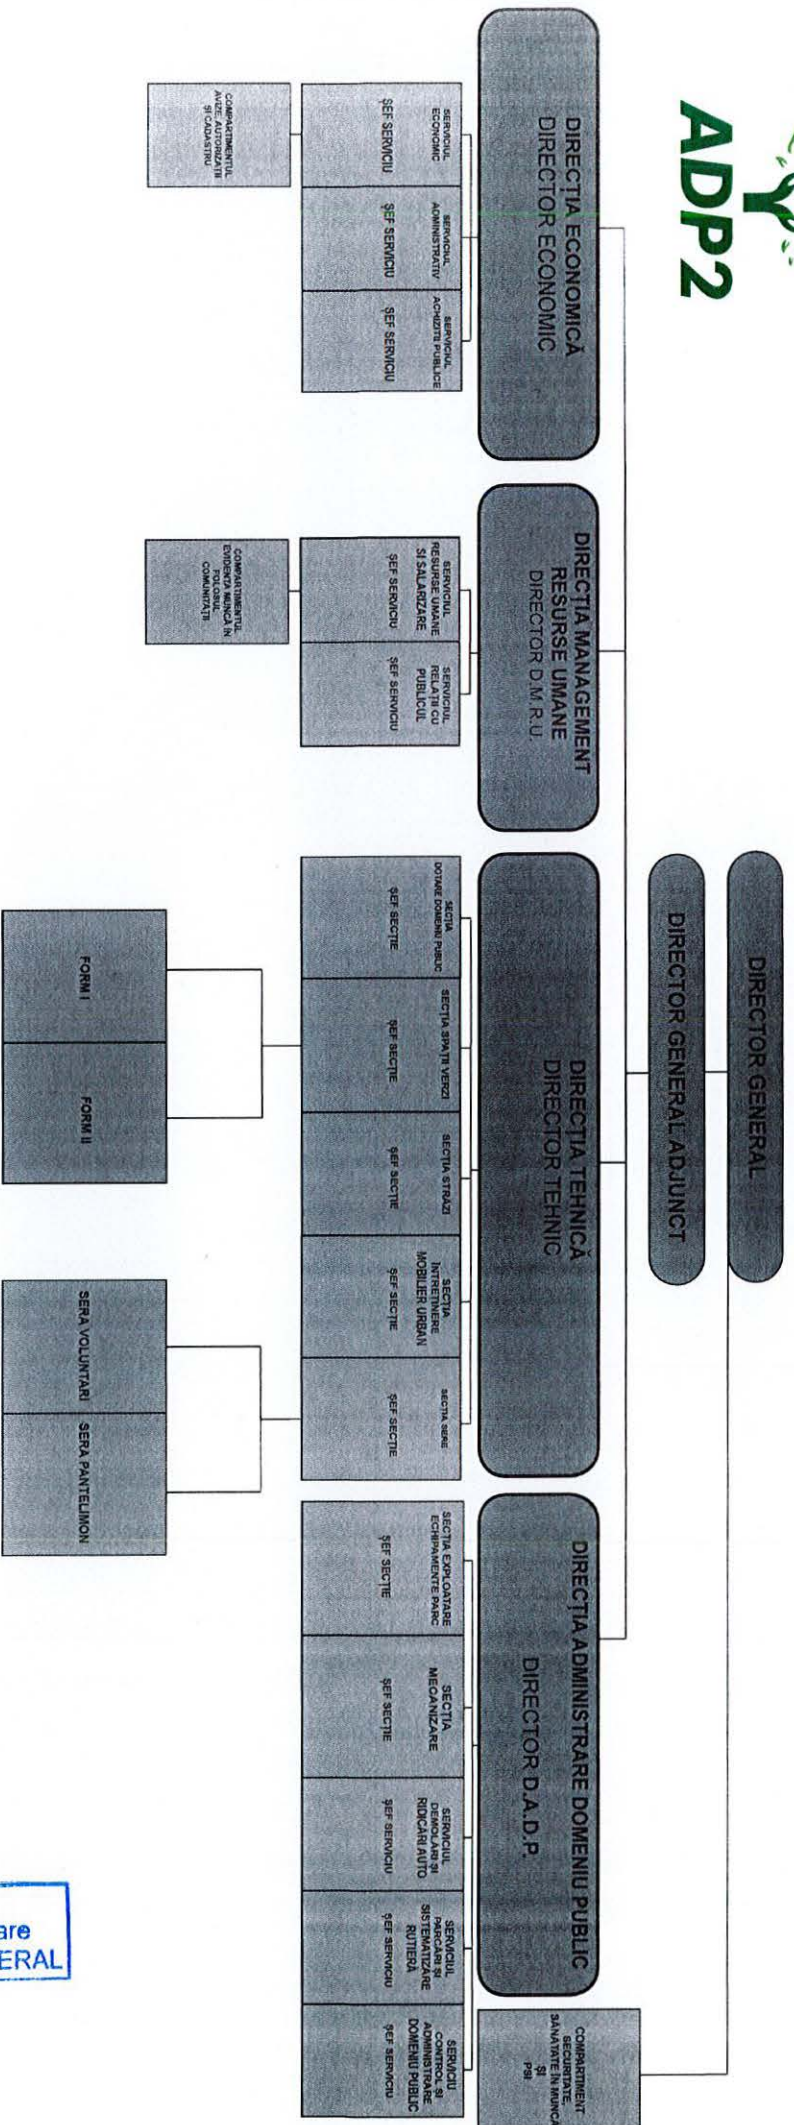 ADP2
DIRECTOR GENERAL
DIRECTOR GENERAL ADJUNCT
DIRECȚIA ECONOMICĂ
DIRECTOR ECONOMIC
DIRECȚIA MANAGEMENT
RESURSE UMANE
DIRECTOR D.M.R.U.
DIRECȚIA TEHNICĂ
DIRECTOR TEHNIC
DIRECȚIA ADMINISTRARE DOMENIU PUBLIC
DIRECTOR D.A.D.P.
COMPARTIMENT
SECURITATE,
SĂNĂTATE ÎN MUNCĂ
ȘI
PSI
SERVICIUL
ECONOMIC
ȘEF SERVICIU
SERVICIUL
ADMINISTRATIV
ȘEF SERVICIU
SERVICIUL
ACHIZIȚII PUBLICE
ȘEF SERVICIU
SERVICIUL
RESURSE UMANE
SI SALARIZARE
ȘEF SERVICIU
SERVICIUL
RELAȚII CU
PUBLICUL
ȘEF SERVICIU
SECȚIA
DOTARE DOMENIU PUBLIC
ȘEF SECȚIE
SECȚIA SPAȚII VERZI
ȘEF SECȚIE
SECȚIA STRĂZI
ȘEF SECȚIE
SECȚIA
ÎNTREȚINERE
MOBILIER URBAN
ȘEF SECȚIE
SECȚIA SERE
ȘEF SECȚIE
SECȚIA EXPLOATARE
ECHIPAMENTE PARC
ȘEF SECȚIE
SECȚIA
MECANIZARE
ȘEF SECȚIE
SERVICIUL
DEMOLĂRI ȘI
RIDICĂRI AUTO
ȘEF SERVICIU
SERVICIUL
PARCĂRI ȘI
SISTEMATIZARE
RUTIERĂ
ȘEF SERVICIU
SERVICIU
CONTROL ȘI
ADMINISTRARE
DOMENIU PUBLIC
ȘEF SERVICIU
COMPARTIMENTUL
AVIZE, AUTORIZAȚII
ȘI CADASTRU
COMPARTIMENTUL
EVIDENȚA MUNCĂ ÎN
FOLOSUL
COMUNITĂȚII
FORM I
FORM II
SERA VOLUNTARI
SERA PANTELIMON